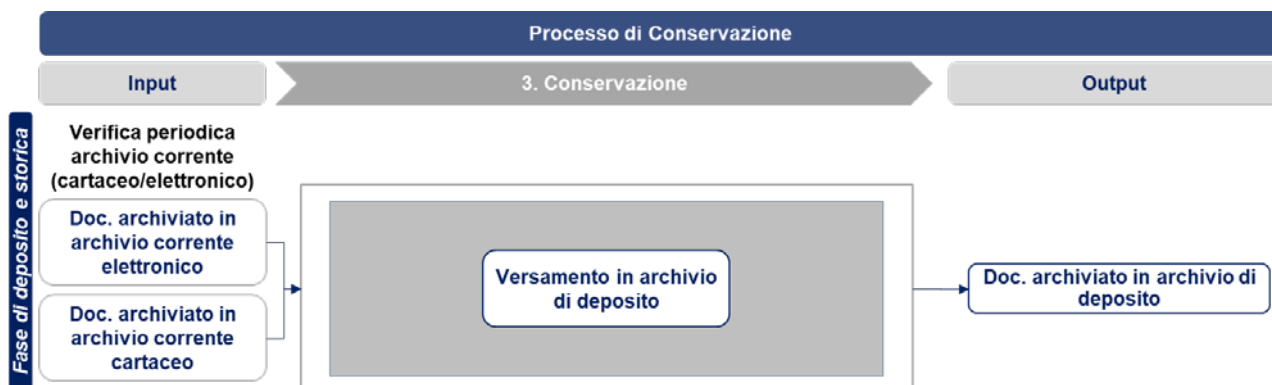 Processo di Conservazione
Input
3. Conservazione
Output
Fase di deposito e storica
Verifica periodica
archivio corrente
(cartaceo/elettronico)
Doc. archiviato in
archivio corrente
elettronico
Doc. archiviato in
archivio corrente
cartaceo
Versamento in archivio
di deposito
Doc. archiviato in archivio di
deposito